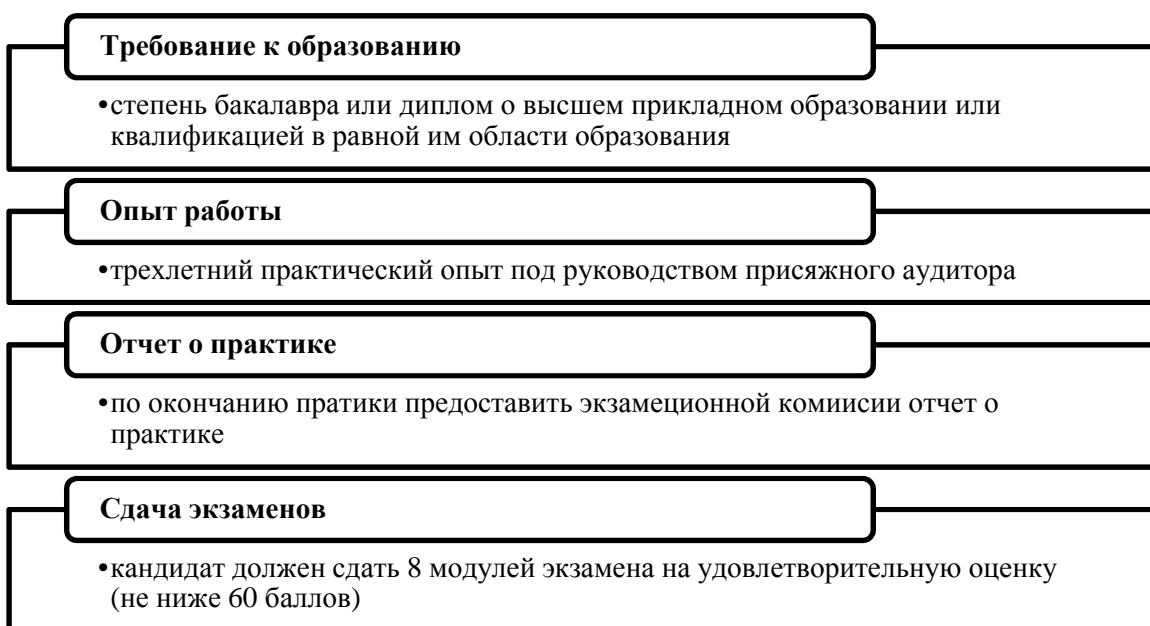 Требование к образованию
•степень бакалавра или диплом о высшем прикладном образовании или
квалификацией в равной им области образования
Опыт работы
•трехлетний практический опыт под руководством присяжного аудитора
Отчет о практике
•по окончанию пратики предоставить экзамеционной комиисии отчет о
практике
Сдача экзаменов
•кандидат должен сдать 8 модулей экзамена на удовлетворительную оценку
(не ниже 60 баллов)